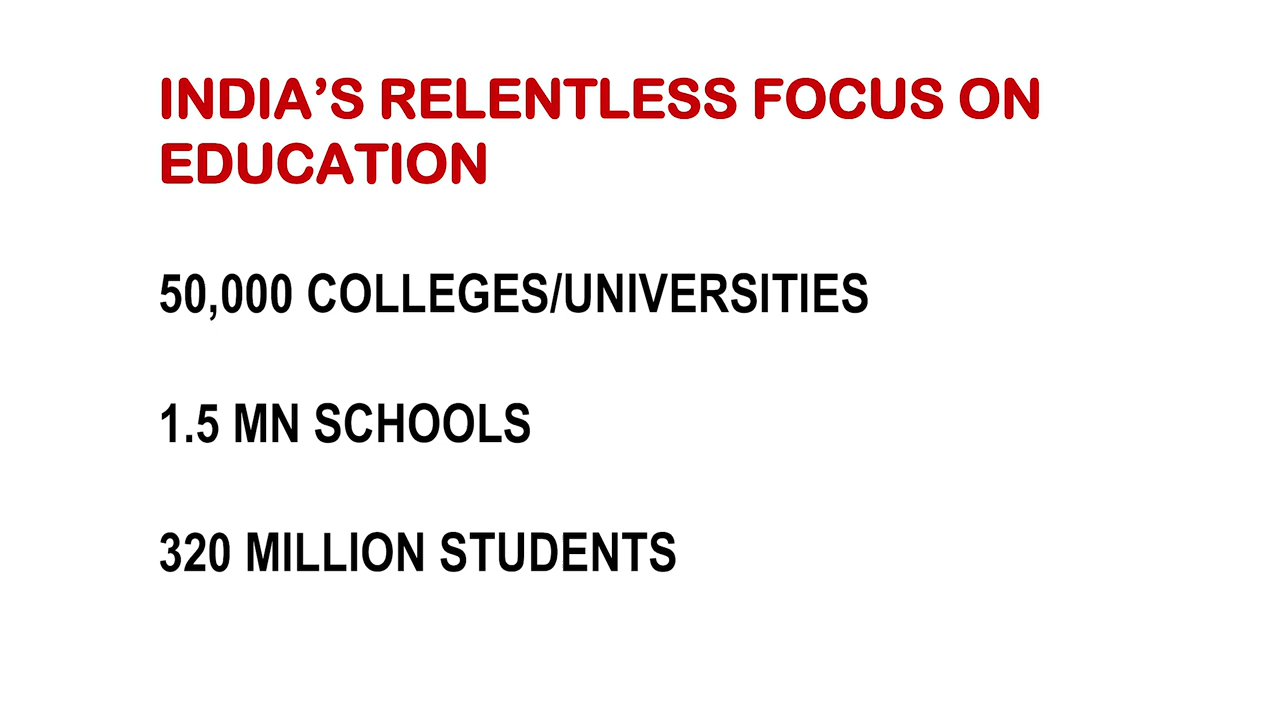 INDIA’S RELENTLESS FOCUS ON
EDUCATION
50,000 COLLEGES/UNIVERSITIES
1.5 MN SCHOOLS
320 MILLION STUDENTS